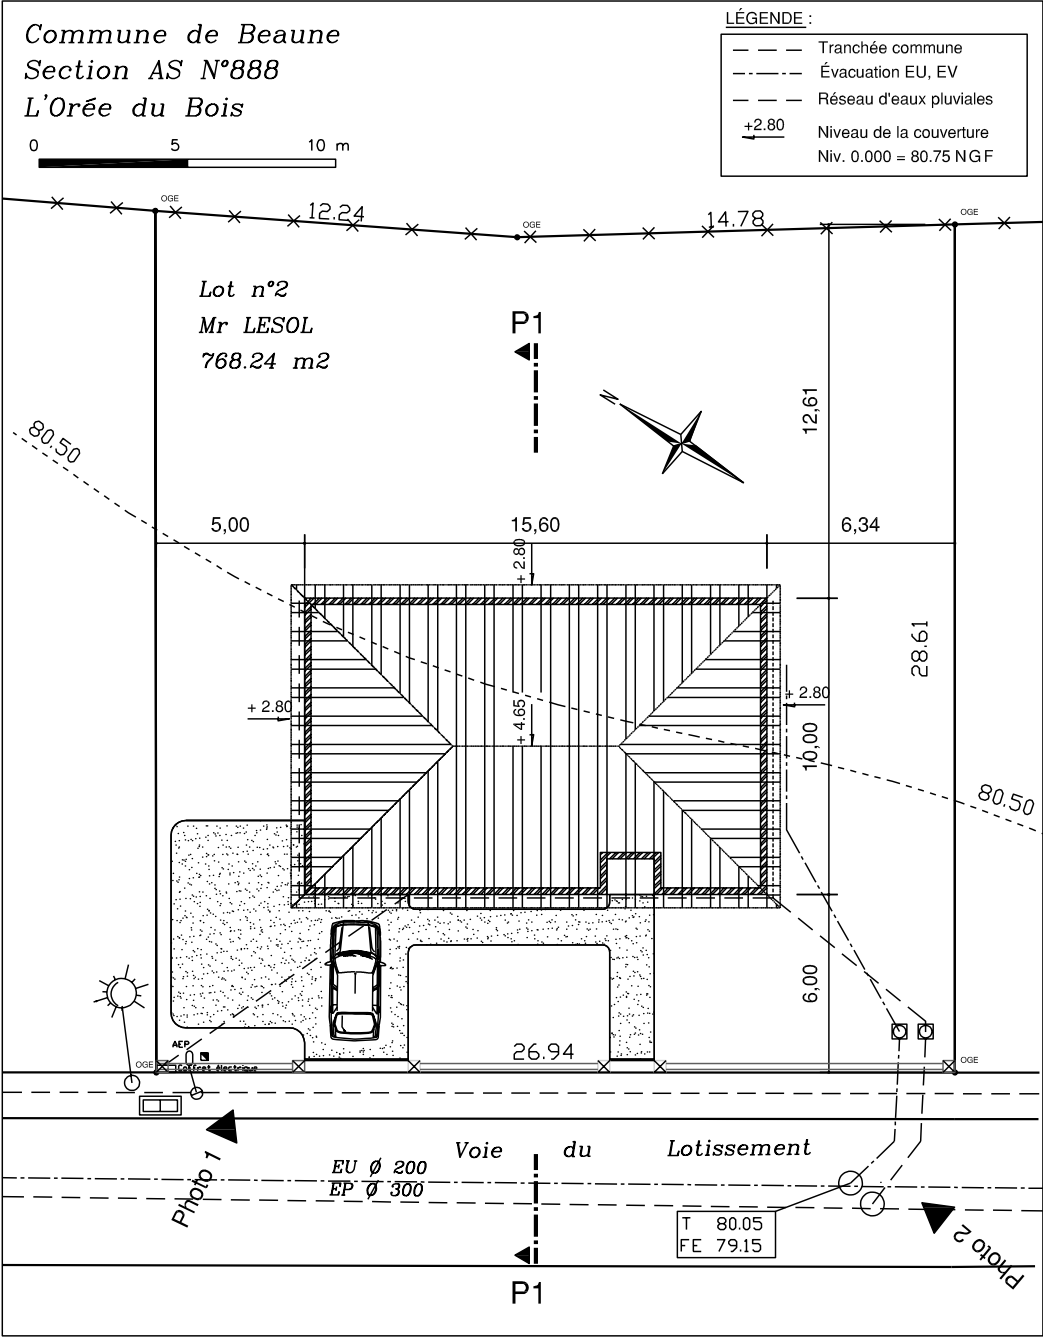 Commune de Beaune
Section AS N°888
L'Orée du Bois
0 5 10 m
LÉGENDE :
Tranchée commune
Évacuation EU, EV
Réseau d'eaux pluviales
+2.80 Niveau de la couverture
Niv. 0.000 = 80.75 NGF
OGE
12.24
OGE
14.78
OGE
Lot n°2
Mr LESOL
768.24 m2
P1
N
12,61
80.50
5,00
15,60
6,34
+ 2.80
28.61
+ 2.80
+ 4.65
+ 2.80
10,00
80.50
6,00
AEP
OGE
Coffret électrique
26.94
OGE
Photo 1
Voie du Lotissement
EU Ø 200
EP Ø 300
T 80.05
FE 79.15
Photo 2
P1